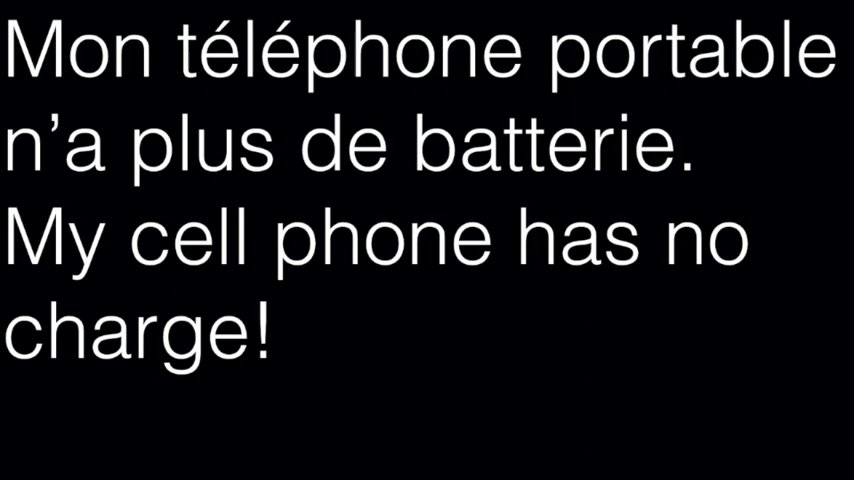 Mon téléphone portable
n’a plus de batterie.
My cell phone has no
charge!